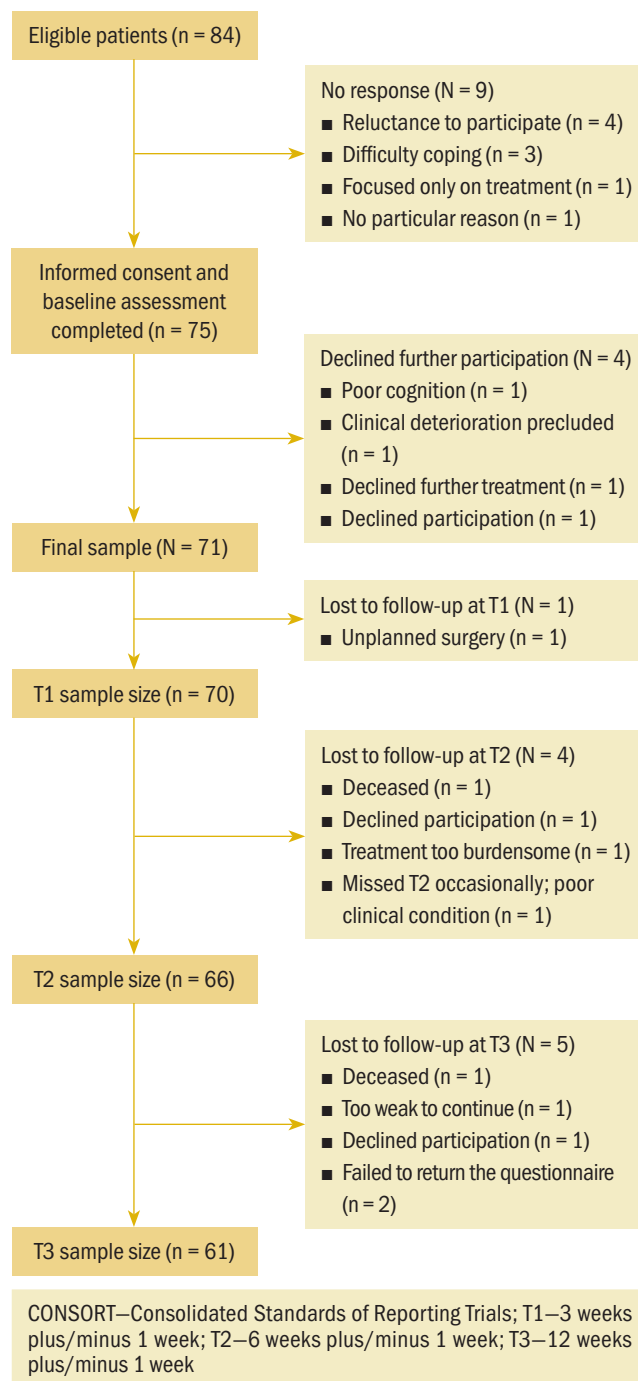 Eligible patients (n = 84)
No response (N = 9)
■ Reluctance to participate (n = 4)
■ Difficulty coping (n = 3)
■ Focused only on treatment (n = 1)
■ No particular reason (n = 1)
Informed consent and
baseline assessment
completed (n = 75)
Declined further participation (N = 4)
■ Poor cognition (n = 1)
■ Clinical deterioration precluded
(n = 1)
■ Declined further treatment (n = 1)
■ Declined participation (n = 1)
Final sample (N = 71)
Lost to follow-up at T1 (N = 1)
■ Unplanned surgery (n = 1)
T1 sample size (n = 70)
Lost to follow-up at T2 (N = 4)
■ Deceased (n = 1)
■ Declined participation (n = 1)
■ Treatment too burdensome (n = 1)
■ Missed T2 occasionally; poor
clinical condition (n = 1)
T2 sample size (n = 66)
Lost to follow-up at T3 (N = 5)
■ Deceased (n = 1)
■ Too weak to continue (n = 1)
■ Declined participation (n = 1)
■ Failed to return the questionnaire
(n = 2)
T3 sample size (n = 61)
CONSORT—Consolidated Standards of Reporting Trials; T1—3 weeks
plus/minus 1 week; T2—6 weeks plus/minus 1 week; T3—12 weeks
plus/minus 1 week